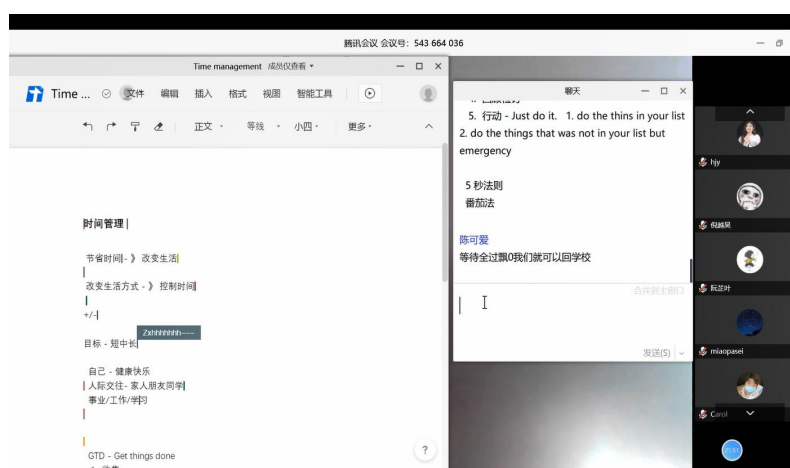 腾讯会议 会议号: 543 664 036
Time management 成员仅查看
Time ... 文件 编辑 插入 格式 视图 智能工具
正文 等线 小四 更多
时间管理
节省时间 -》 改变生活
改变生活方式 -》 控制时间
+/-
Zxhhhhhhh~~~
目标 - 短中长
自己 - 健康快乐
人际交往- 家人朋友同学
事业/工作/学习
GTD - Get things done
?
聊天
5. 行动 - Just do it. 1. do the thins in your list
2. do the things that was not in your list but
emergency
5 秒法则
番茄法
陈可爱
等待全过飘0我们就可以回学校
合并到主窗口
发送(S)
hjy
倪越昊
阮芷叶
miaopasei
Carol